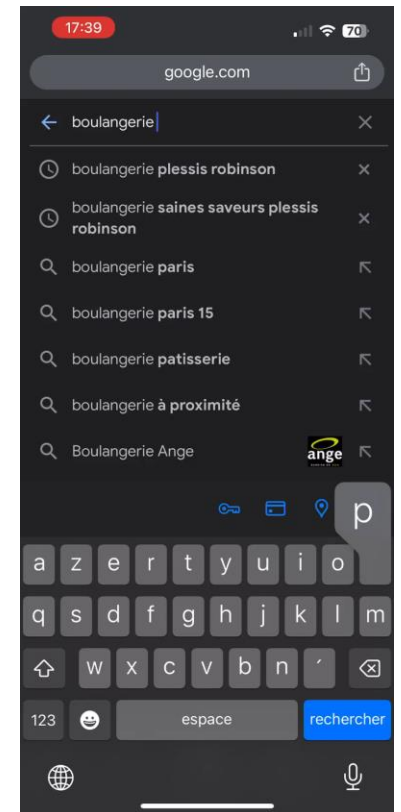 17:39
70
google.com
boulangerie
boulangerie plessis robinson
boulangerie saines saveurs plessis
robinson
boulangerie paris
boulangerie paris 15
boulangerie patisserie
boulangerie à proximité
Boulangerie Ange
ange
p
a z e r t y u i o
q s d f g h j k l m
w x c v b n ´
123 espace rechercher